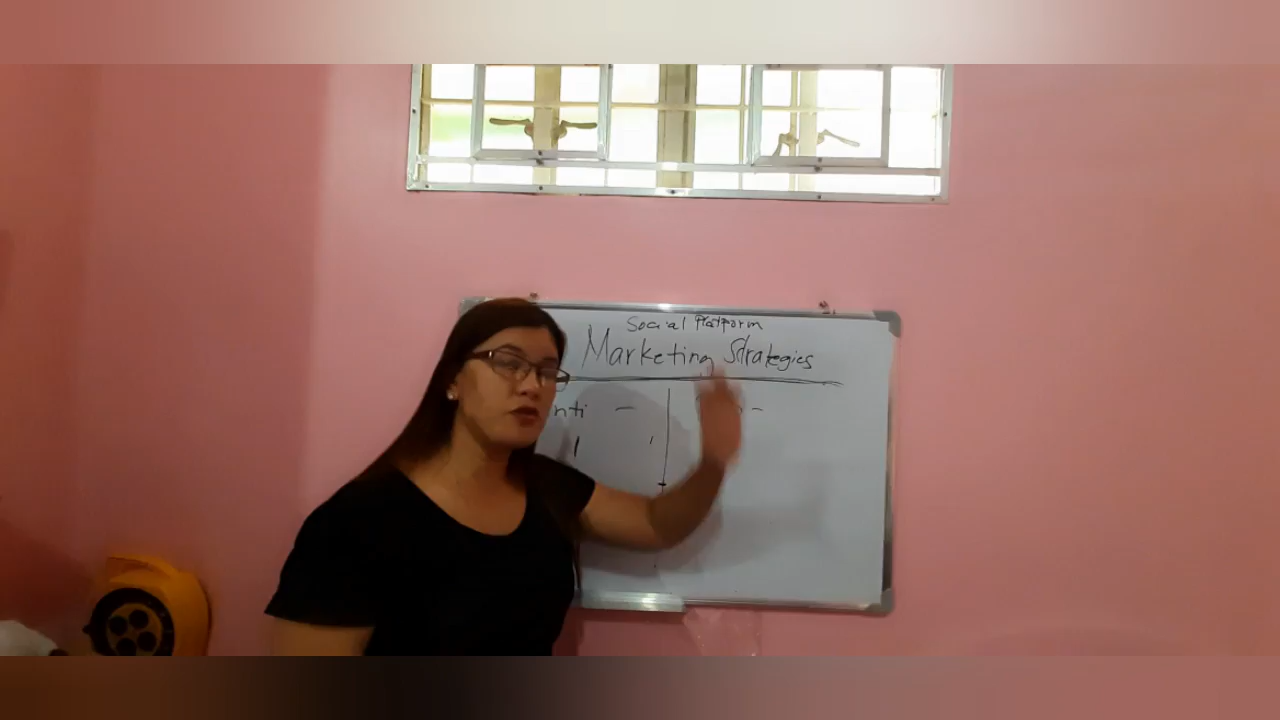 Social Platform
Marketing Strategies
nti -